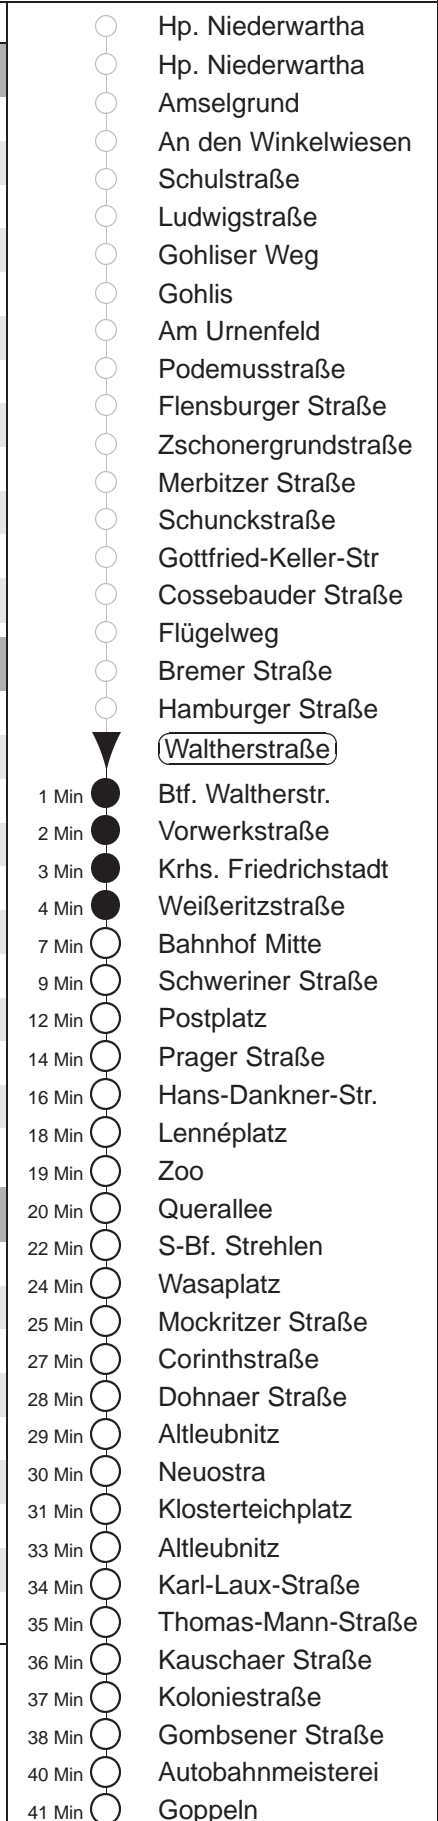 Hp. Niederwartha
Hp. Niederwartha
Amselgrund
An den Winkelwiesen
Schulstraße
Ludwigstraße
Gohliser Weg
Gohlis
Am Urnenfeld
Podemusstraße
Flensburger Straße
Zschonergrundstraße
Merbitzer Straße
Schunckstraße
Gottfried-Keller-Str
Cossebauder Straße
Flügelweg
Bremer Straße
Hamburger Straße
Waltherstraße
1 Min Btf. Waltherstr.
2 Min Vorwerkstraße
3 Min Krhs. Friedrichstadt
4 Min Weißeritzstraße
7 Min Bahnhof Mitte
9 Min Schweriner Straße
12 Min Postplatz
14 Min Prager Straße
16 Min Hans-Dankner-Str.
18 Min Lennéplatz
19 Min Zoo
20 Min Querallee
22 Min S-Bf. Strehlen
24 Min Wasaplatz
25 Min Mockritzer Straße
27 Min Corinthstraße
28 Min Dohnaer Straße
29 Min Altleubnitz
30 Min Neuostra
31 Min Klosterteichplatz
33 Min Altleubnitz
34 Min Karl-Laux-Straße
35 Min Thomas-Mann-Straße
36 Min Kauschaer Straße
37 Min Koloniestraße
38 Min Gombsener Straße
40 Min Autobahnmeisterei
41 Min Goppeln